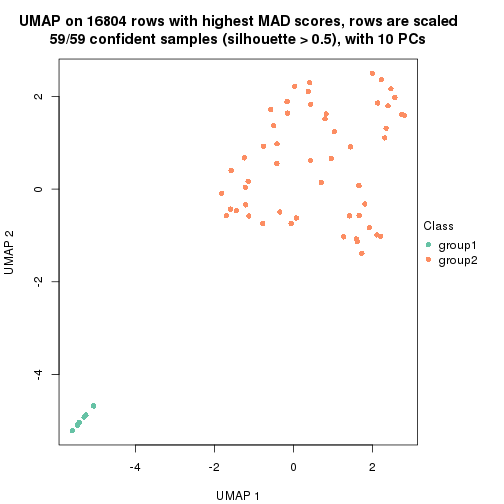 UMAP on 16804 rows with highest MAD scores, rows are scaled
59/59 confident samples (silhouette > 0.5), with 10 PCs
2
0
-2
-4
UMAP 2
Class
group1
group2
-4 -2 0 2
UMAP 1